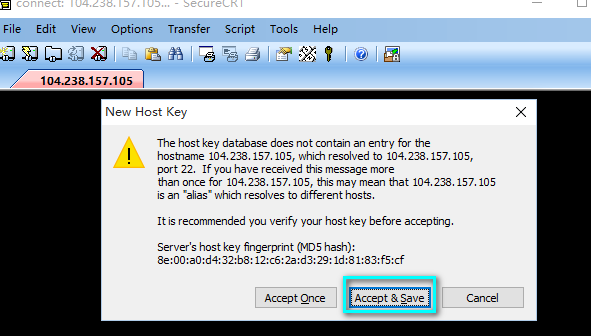 connect: 104.238.157.105... - SecureCRT
File Edit View Options Transfer Script Tools Help
104.238.157.105
New Host Key
The host key database does not contain an entry for the
hostname 104.238.157.105, which resolved to 104.238.157.105,
port 22. If you have received this message more
than once for 104.238.157.105, this may mean that 104.238.157.105
is an "alias" which resolves to different hosts.
It is recommended you verify your host key before accepting.
Server's host key fingerprint (MD5 hash):
8e:00:a0:d4:32:b8:12:c6:2a:d3:29:1d:81:83:f5:cf
Accept Once Accept & Save Cancel